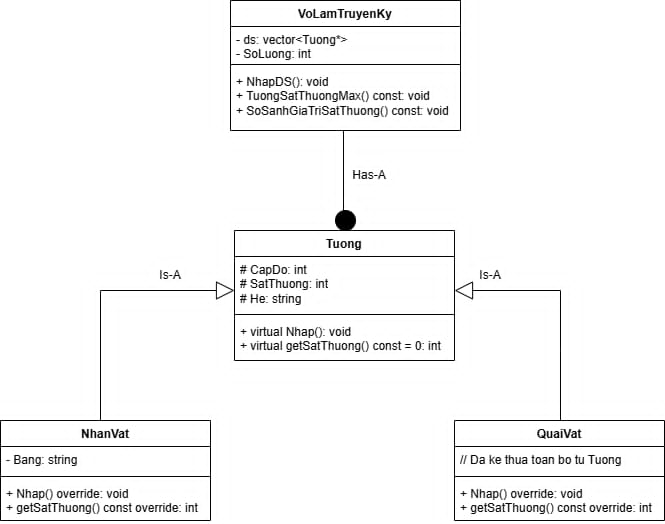 VoLamTruyenKy
- ds: vector<Tuong*>
- SoLuong: int
+ NhapDS(): void
+ TuongSatThuongMax() const: void
+ SoSanhGiaTriSatThuong() const: void
Has-A
Tuong
# CapDo: int
# SatThuong: int
# He: string
+ virtual Nhap(): void
+ virtual getSatThuong() const = 0: int
Is-A
Is-A
NhanVat
- Bang: string
+ Nhap() override: void
+ getSatThuong() const override: int
QuaiVat
// Da ke thua toan bo tu Tuong
+ Nhap() override: void
+ getSatThuong() const override: int